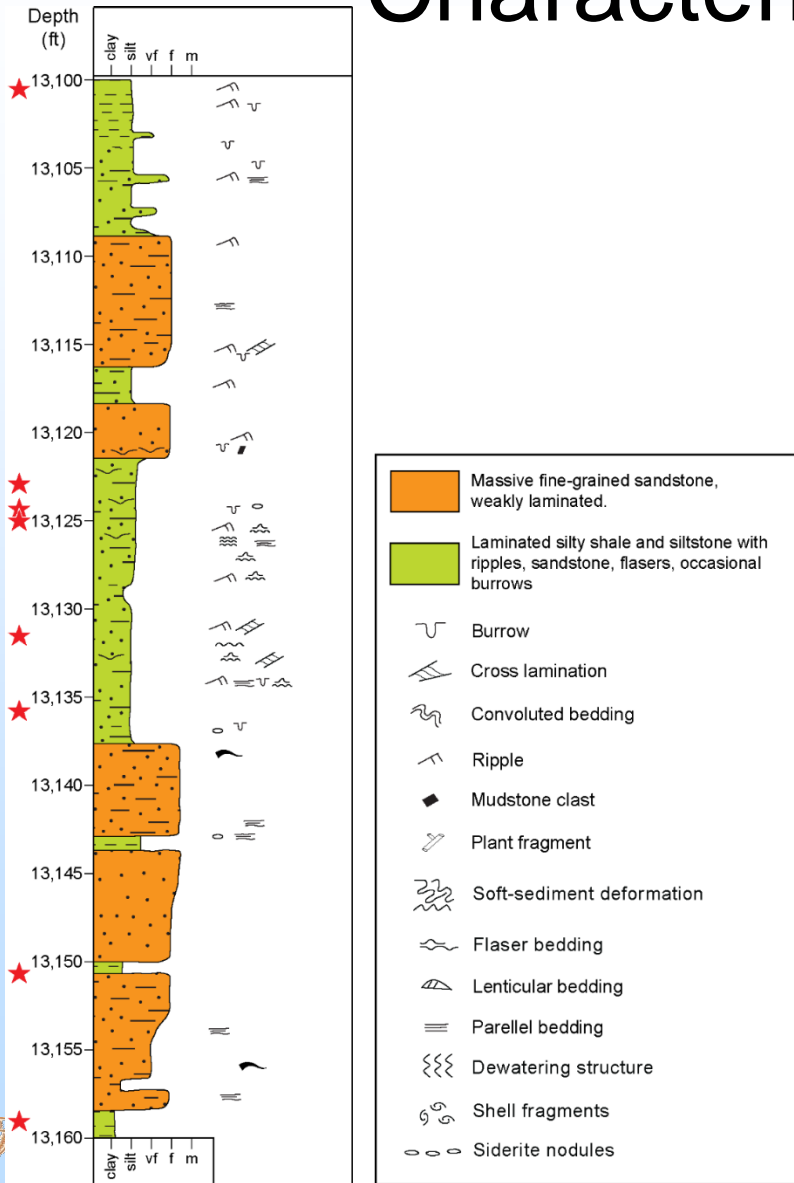 Depth
(ft)
clay silt vf f m
13,100
13,105
13,110
13,115
13,120
13,125
13,130
13,135
13,140
13,145
13,150
13,155
13,160
clay silt vf f m
Massive fine-grained sandstone,
weakly laminated.
Laminated silty shale and siltstone with
ripples, sandstone, flasers, occasional
burrows
Burrow
Cross lamination
Convoluted bedding
Ripple
Mudstone clast
Plant fragment
Soft-sediment deformation
Flaser bedding
Lenticular bedding
Parellel bedding
Dewatering structure
Shell fragments
Siderite nodules